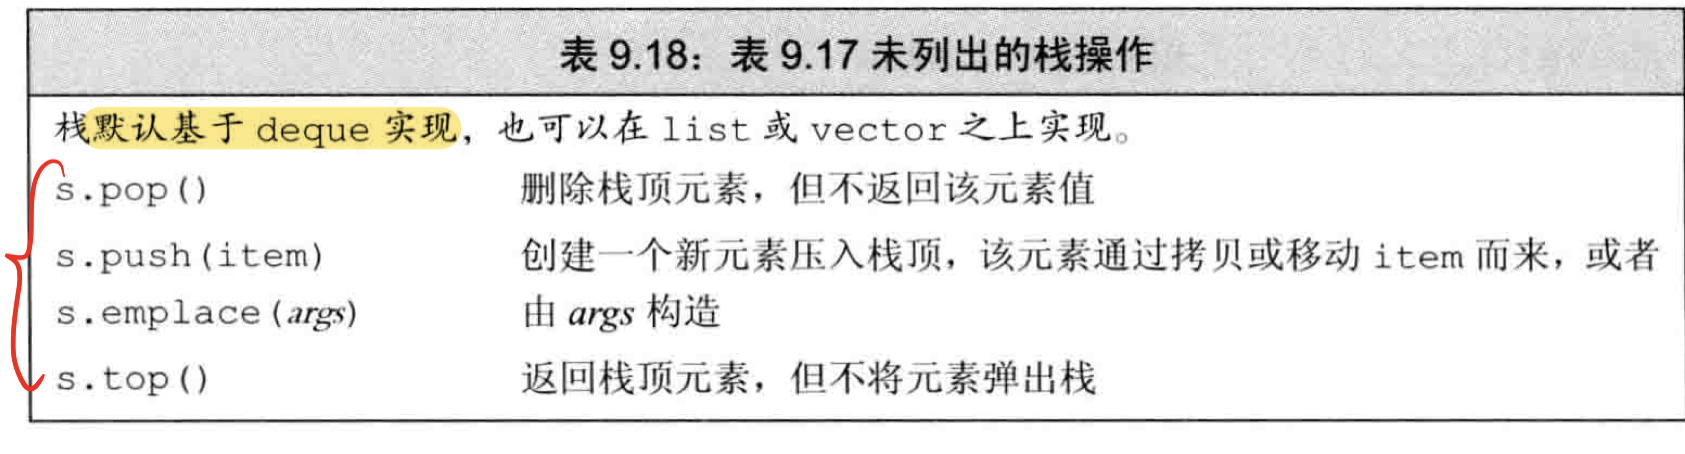 表 9.18：表 9.17 未列出的栈操作
栈默认基于 deque 实现，也可以在 list 或 vector 之上实现。
s.pop() 删除栈顶元素，但不返回该元素值
s.push(item) 创建一个新元素压入栈顶，该元素通过拷贝或移动 item 而来，或者
s.emplace(args) 由 args 构造
s.top() 返回栈顶元素，但不将元素弹出栈